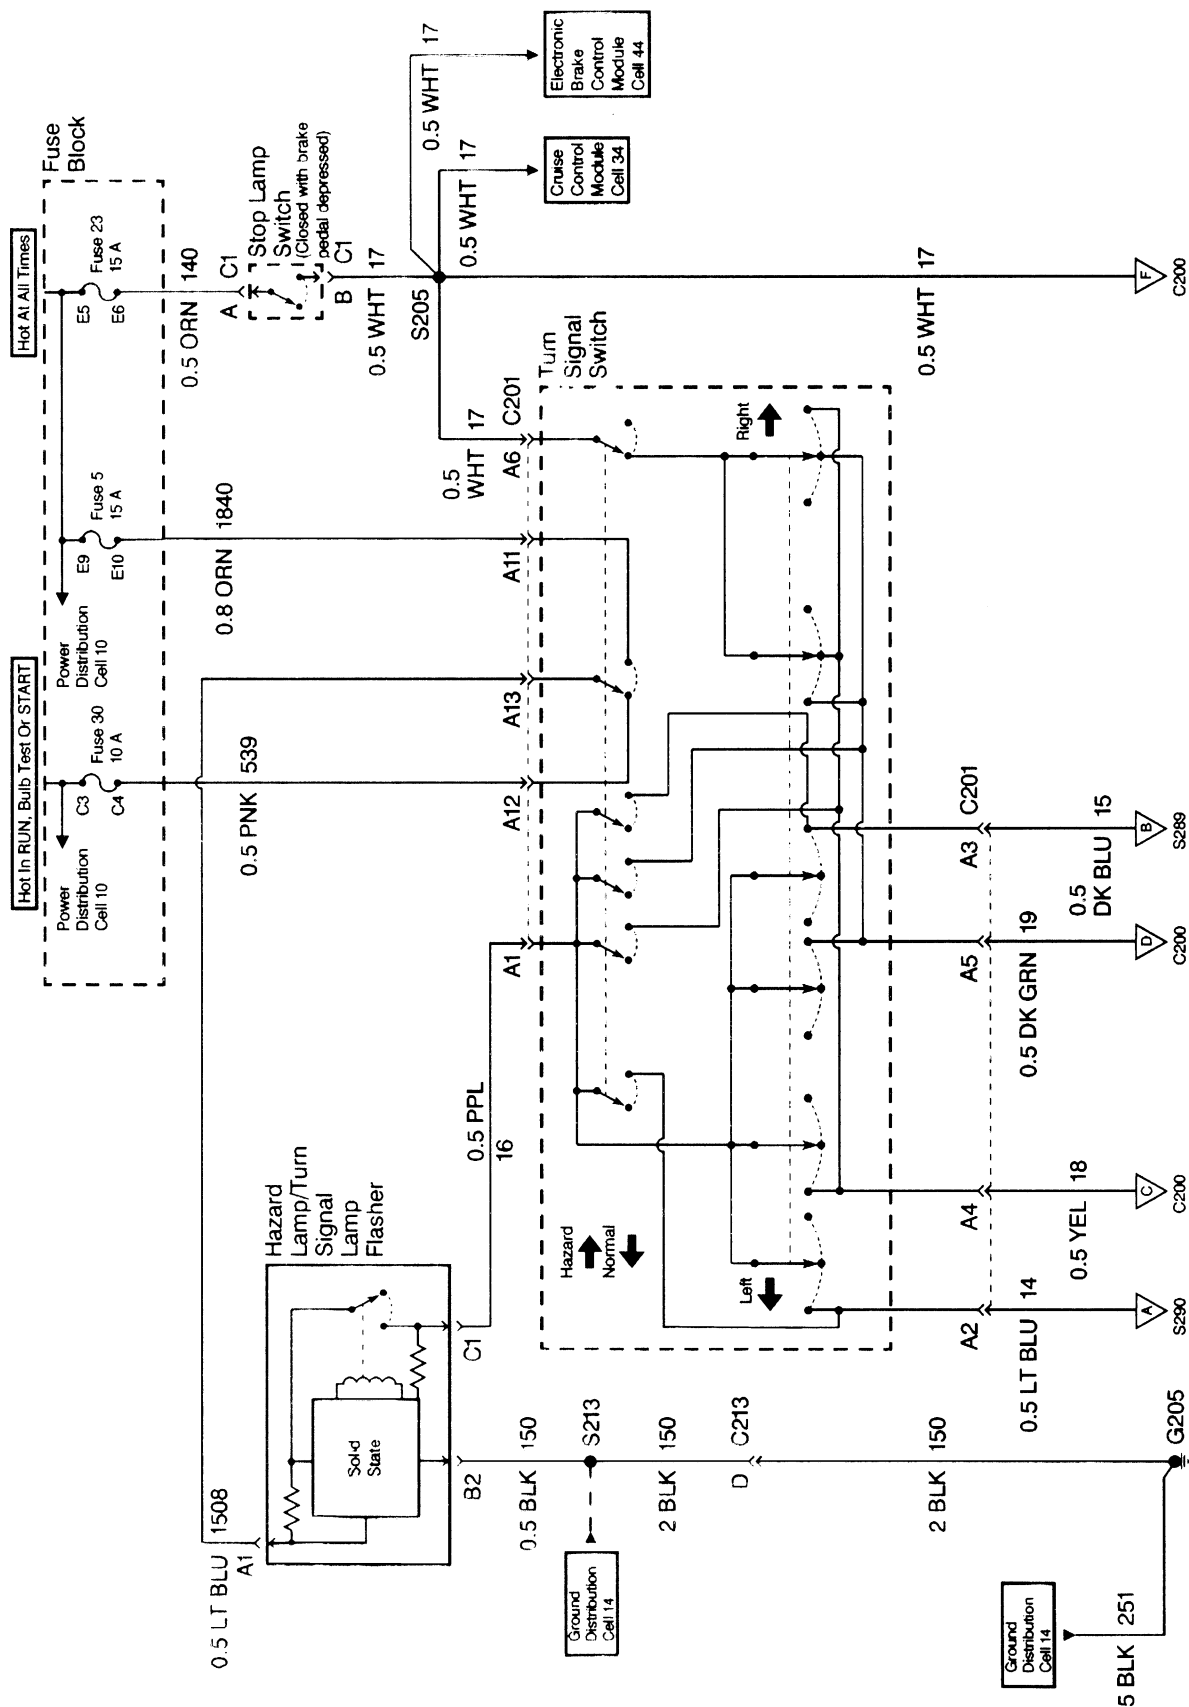 Hot In RUN, Bulb Test Or START
Hot At All Times
Fuse
Block
Power
Distribution
Cell 10
C3
C4
Fuse 30
10 A
Power
Distribution
Cell 10
E9
E10
Fuse 5
15 A
E5
E6
Fuse 23
15 A
0.5 LT BLU 1508
0.5 PNK 539
0.8 ORN 1840
0.5 ORN 140
A C1
Stop Lamp
Switch
(Closed with brake
pedal depressed)
B C1
0.5 WHT 17
S205
0.5 WHT 17
0.5 WHT 17
Electronic
Brake
Control
Module
Cell 44
Cruise
Control
Module
Cell 34
A1
Hazard
Lamp/Turn
Signal
Lamp
Flasher
Solid
State
B2
C1
0.5 PPL
16
0.5
WHT 17
A1
A12
A13
A11
A6 C201
Turn
Signal
Switch
Hazard
Normal
Left
Right
0.5 BLK 150
S213
Ground
Distribution
Cell 14
2 BLK 150
D C213
2 BLK 150
G205
Ground
Distribution
Cell 14
5 BLK 251
A2
A4
A5
A3 C201
0.5 LT BLU 14
0.5 YEL 18
0.5 DK GRN 19
0.5
DK BLU 15
0.5 WHT 17
A
S290
C
C200
D
C200
B
S289
F
C200